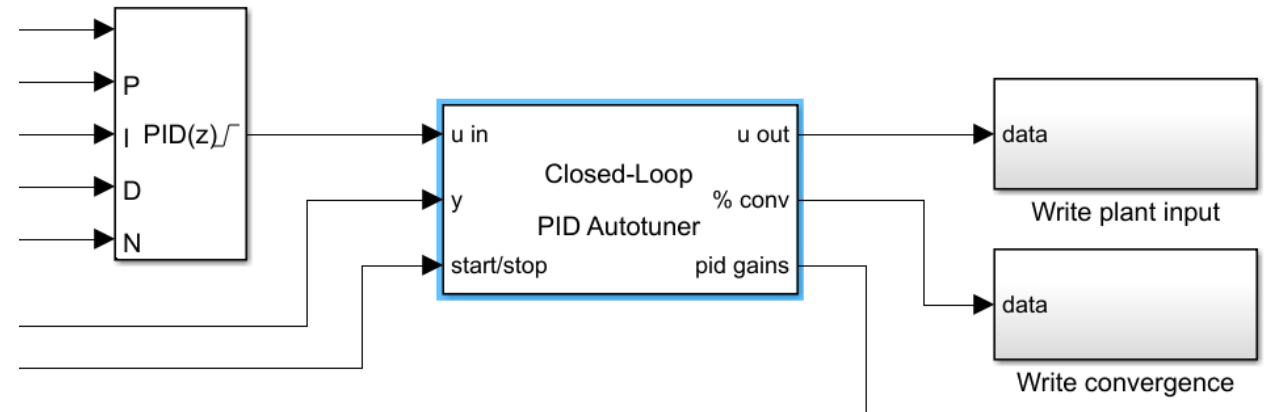 P
I PID(z)
D
N
u in
y
start/stop
Closed-Loop
PID Autotuner
u out
% conv
pid gains
data
Write plant input
data
Write convergence